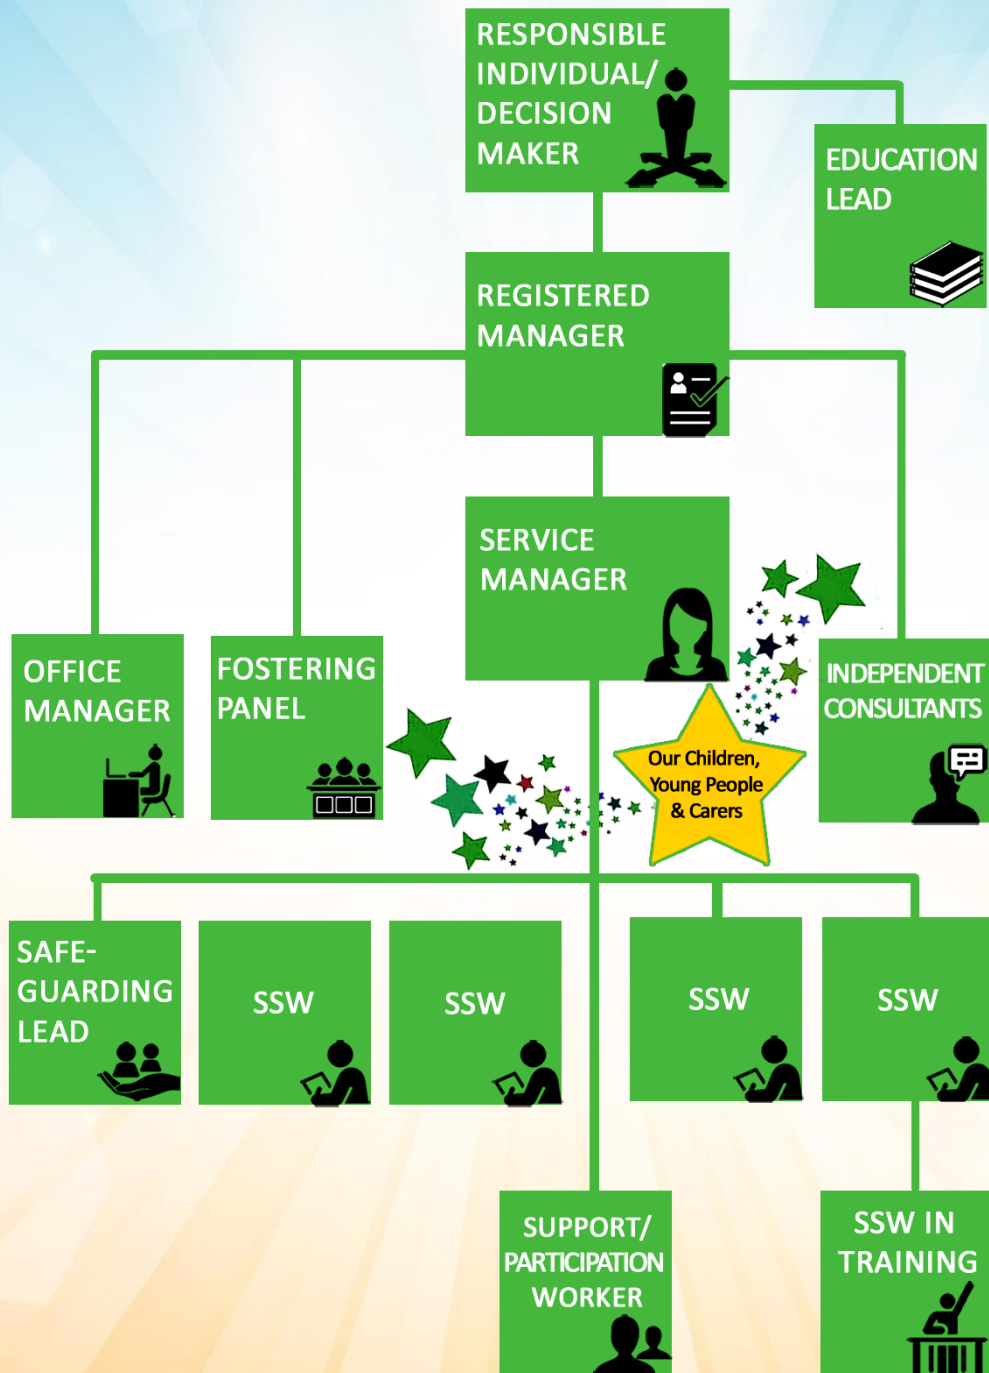 RESPONSIBLE
INDIVIDUAL/
DECISION
MAKER
EDUCATION
LEAD
REGISTERED
MANAGER
SERVICE
MANAGER
OFFICE
MANAGER
FOSTERING
PANEL
Our Children,
Young People
& Carers
INDEPENDENT
CONSULTANTS
SAFE-
GUARDING
LEAD
SSW
SSW
SSW
SSW
SUPPORT/
PARTICIPATION
WORKER
SSW IN
TRAINING